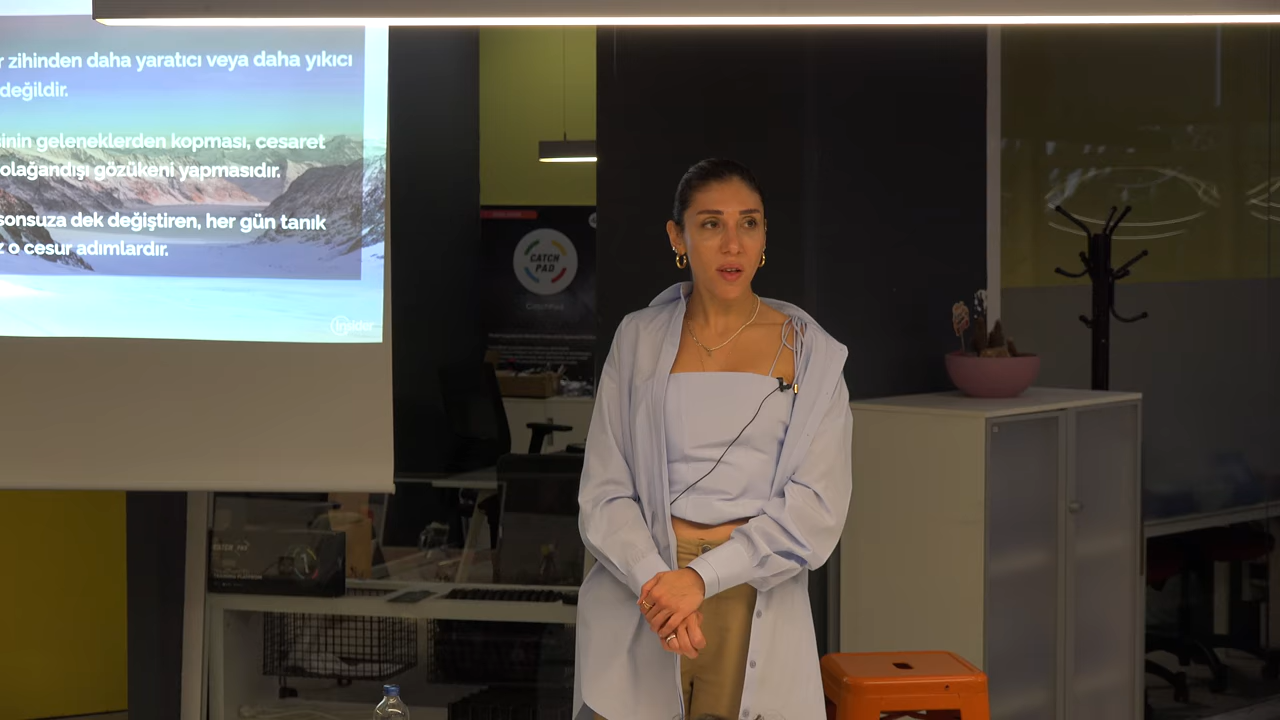 zihinden daha yaratıcı veya daha yıkıcı
değildir.
geleneklerden kopması, cesaret
olağandışı gözükeni yapmasıdır.
sonsuza dek değiştiren, her gün tanık
o cesur adımlardır.
insider
CATCH
PAD
CatchPad